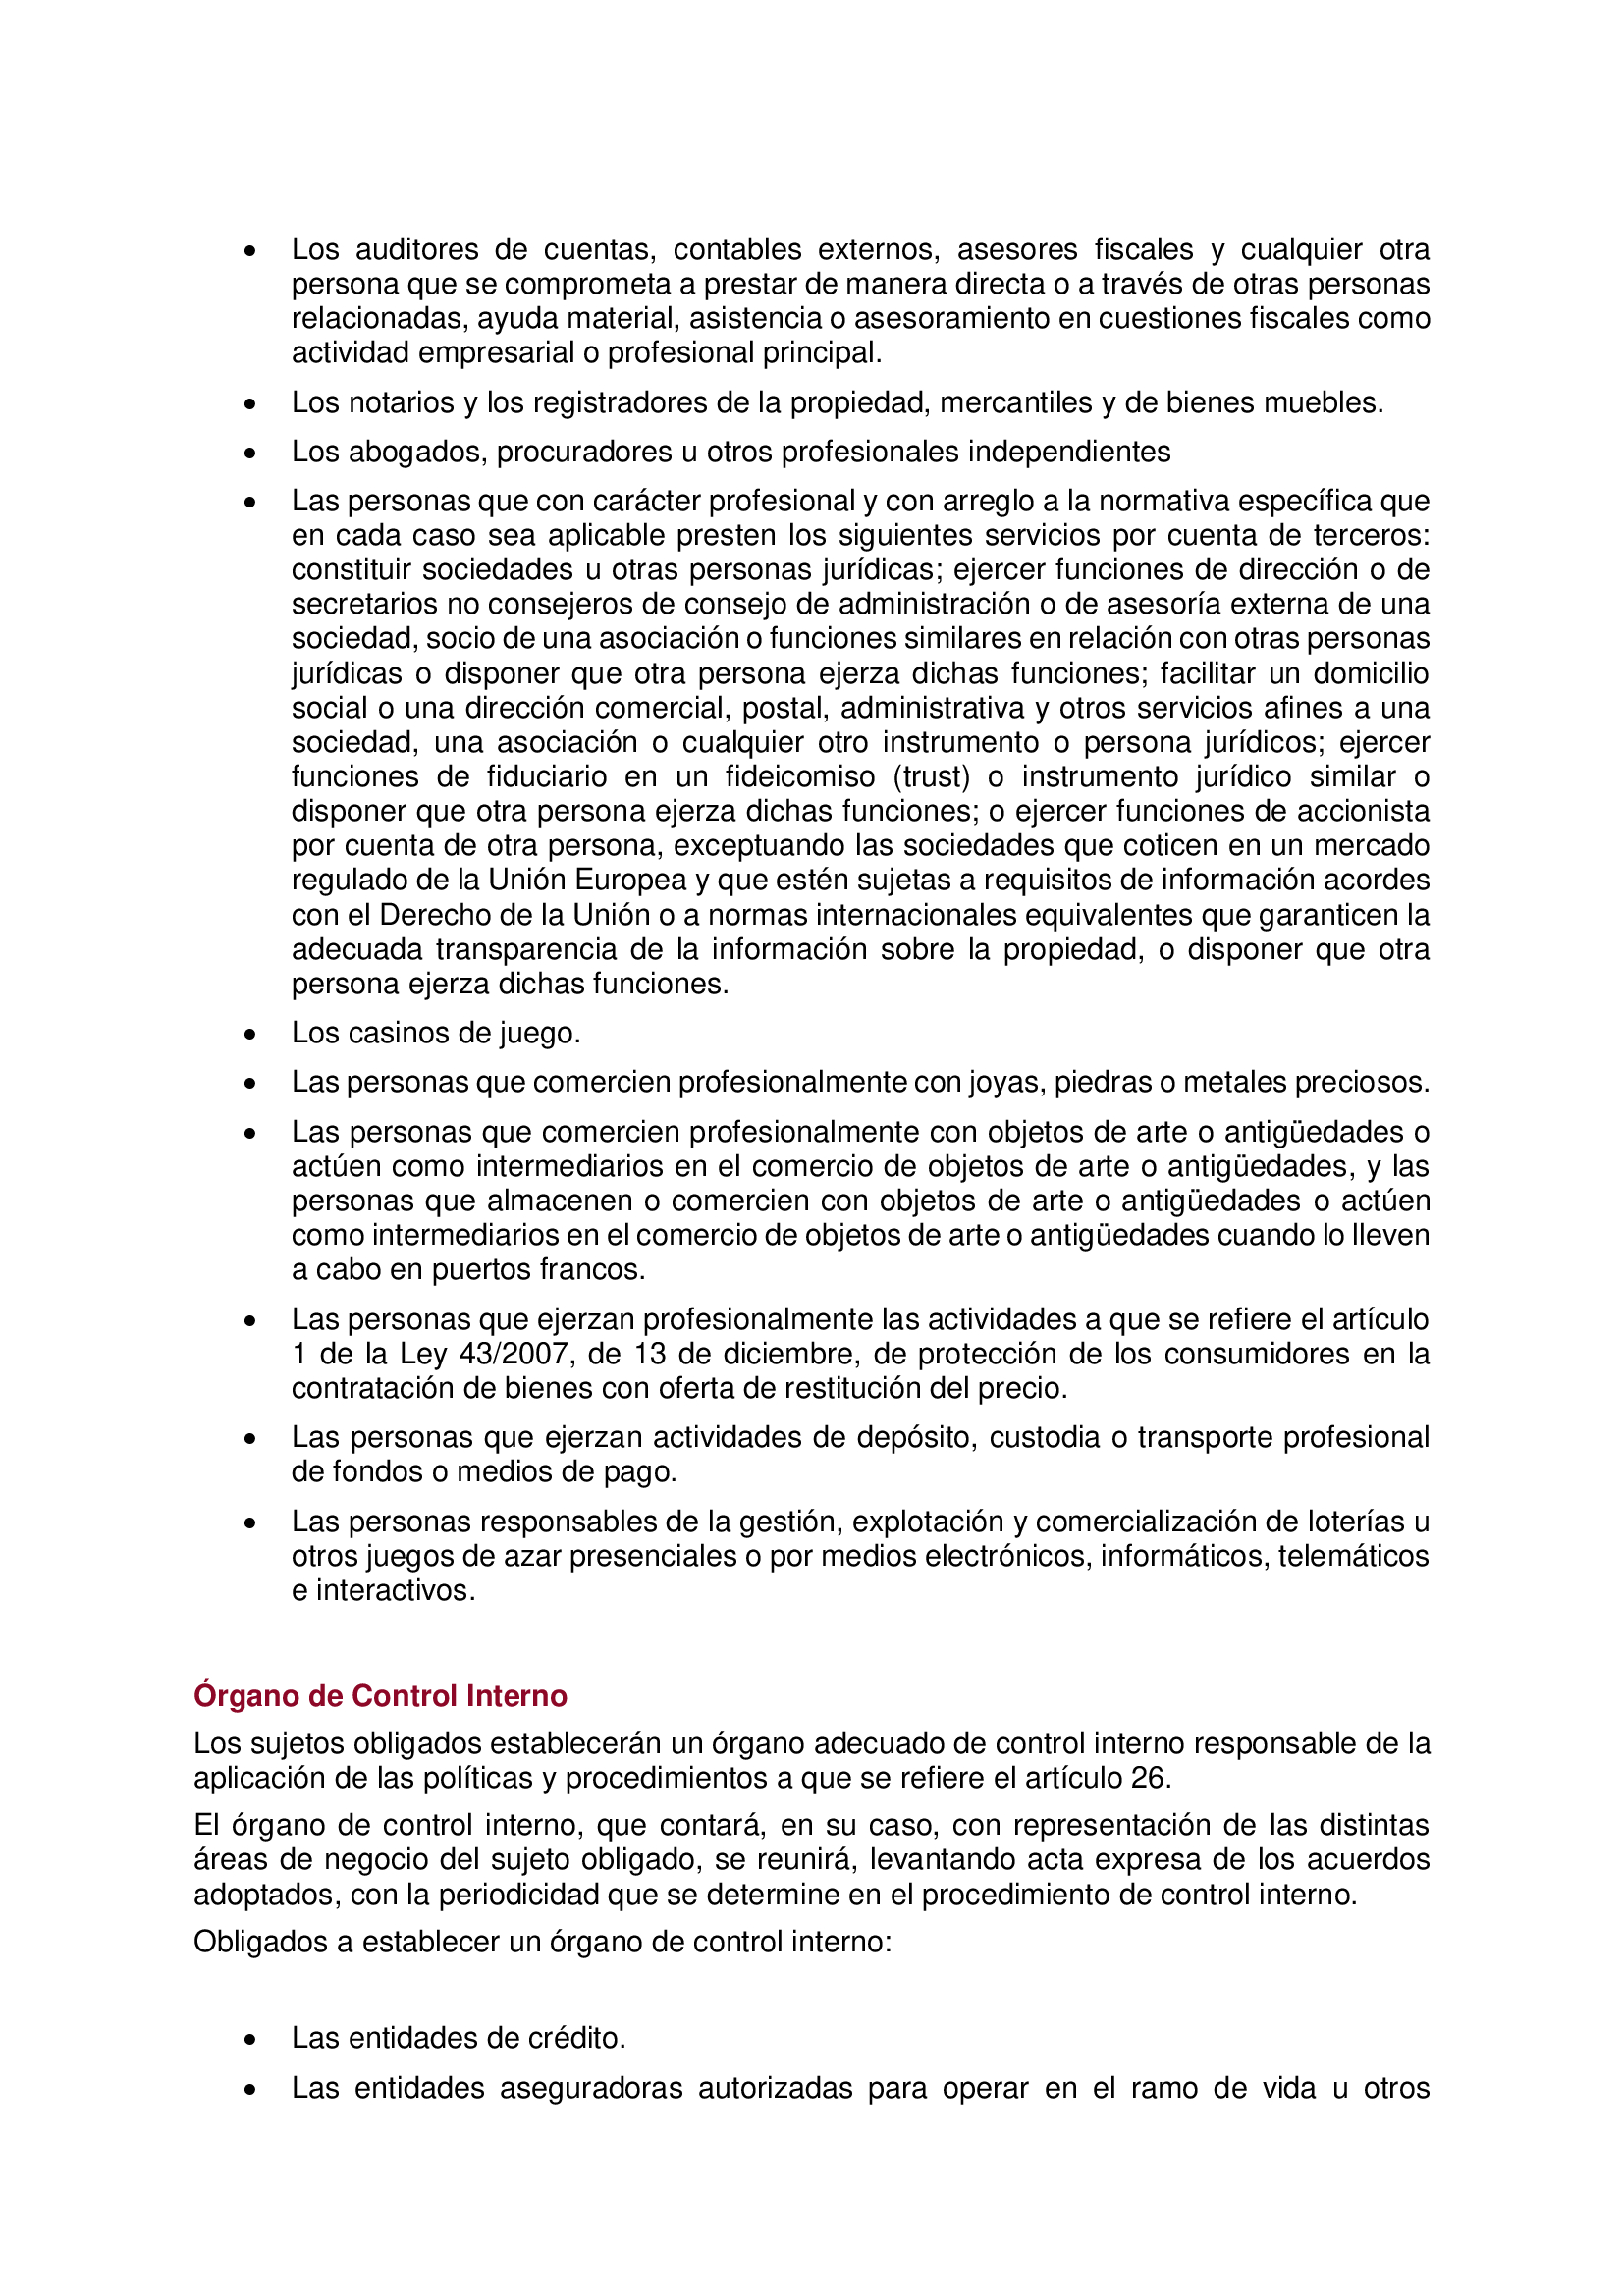 • Los auditores de cuentas, contables externos, asesores fiscales y cualquier otra
persona que se comprometa a prestar de manera directa o a través de otras personas
relacionadas, ayuda material, asistencia o asesoramiento en cuestiones fiscales como
actividad empresarial o profesional principal.
• Los notarios y los registradores de la propiedad, mercantiles y de bienes muebles.
• Los abogados, procuradores u otros profesionales independientes
• Las personas que con carácter profesional y con arreglo a la normativa específica que
en cada caso sea aplicable presten los siguientes servicios por cuenta de terceros:
constituir sociedades u otras personas jurídicas; ejercer funciones de dirección o de
secretarios no consejeros de consejo de administración o de asesoría externa de una
sociedad, socio de una asociación o funciones similares en relación con otras personas
jurídicas o disponer que otra persona ejerza dichas funciones; facilitar un domicilio
social o una dirección comercial, postal, administrativa y otros servicios afines a una
sociedad, una asociación o cualquier otro instrumento o persona jurídicos; ejercer
funciones de fiduciario en un fideicomiso (trust) o instrumento jurídico similar o
disponer que otra persona ejerza dichas funciones; o ejercer funciones de accionista
por cuenta de otra persona, exceptuando las sociedades que coticen en un mercado
regulado de la Unión Europea y que estén sujetas a requisitos de información acordes
con el Derecho de la Unión o a normas internacionales equivalentes que garanticen la
adecuada transparencia de la información sobre la propiedad, o disponer que otra
persona ejerza dichas funciones.
• Los casinos de juego.
• Las personas que comercien profesionalmente con joyas, piedras o metales preciosos.
• Las personas que comercien profesionalmente con objetos de arte o antigüedades o
actúen como intermediarios en el comercio de objetos de arte o antigüedades, y las
personas que almacenen o comercien con objetos de arte o antigüedades o actúen
como intermediarios en el comercio de objetos de arte o antigüedades cuando lo lleven
a cabo en puertos francos.
• Las personas que ejerzan profesionalmente las actividades a que se refiere el artículo
1 de la Ley 43/2007, de 13 de diciembre, de protección de los consumidores en la
contratación de bienes con oferta de restitución del precio.
• Las personas que ejerzan actividades de depósito, custodia o transporte profesional
de fondos o medios de pago.
• Las personas responsables de la gestión, explotación y comercialización de loterías u
otros juegos de azar presenciales o por medios electrónicos, informáticos, telemáticos
e interactivos.
Órgano de Control Interno
Los sujetos obligados establecerán un órgano adecuado de control interno responsable de la
aplicación de las políticas y procedimientos a que se refiere el artículo 26.
El órgano de control interno, que contará, en su caso, con representación de las distintas
áreas de negocio del sujeto obligado, se reunirá, levantando acta expresa de los acuerdos
adoptados, con la periodicidad que se determine en el procedimiento de control interno.
Obligados a establecer un órgano de control interno:
• Las entidades de crédito.
• Las entidades aseguradoras autorizadas para operar en el ramo de vida u otros